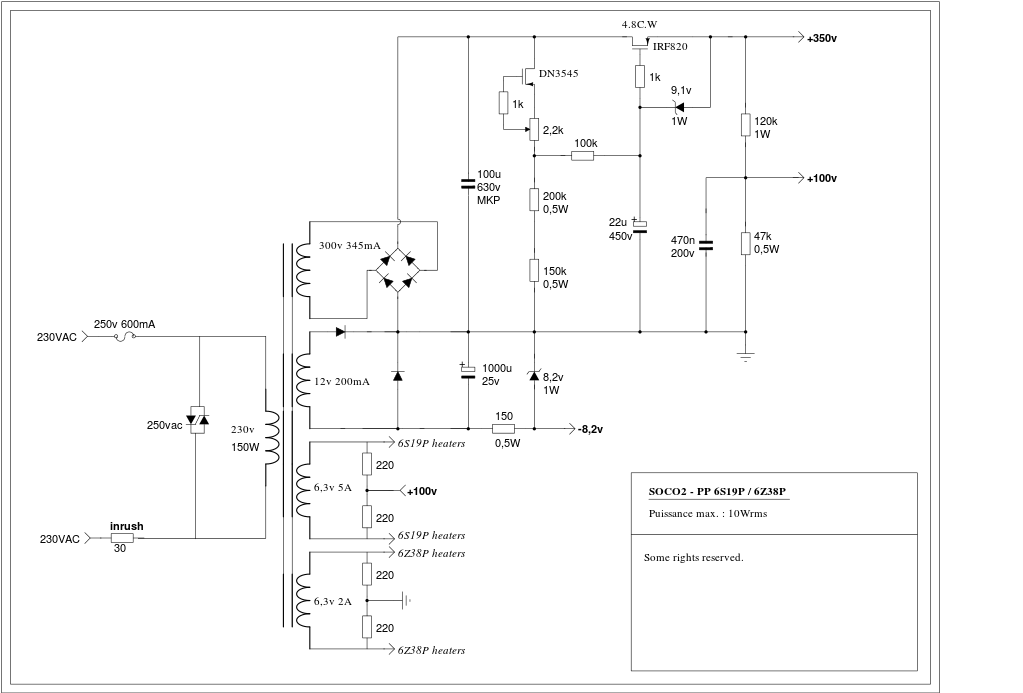 4.8C.W
+350v
IRF820
DN3545
1k
9,1v
1k
1W
120k
1W
2,2k
100k
100u
630v
MKP
+100v
200k
0,5W
22u
+
450v
470n
200v
47k
0,5W
300v 345mA
150k
0,5W
250v 600mA
230VAC
+
1000u
25v
8,2v
1W
12v 200mA
250vac
230v
150W
150
0,5W
-8,2v
6S19P heaters
220
6,3v 5A
+100v
220
6S19P heaters
inrush
230VAC
30
6Z38P heaters
220
6,3v 2A
220
6Z38P heaters
SOCO2 - PP 6S19P / 6Z38P
Puissance max. : 10Wrms
Some rights reserved.